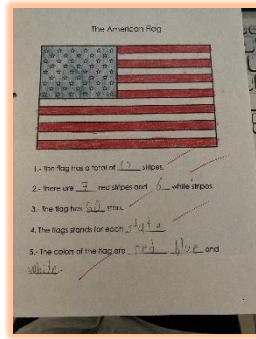 The American Flag
1.- The flag has a total of 13 stripes.
2.- There are 7 red stripes and 6 white stripes.
3.- The flag has 50 stars.
4. The flags stands for each state
5.- The colors of the flag are red blue and
white.